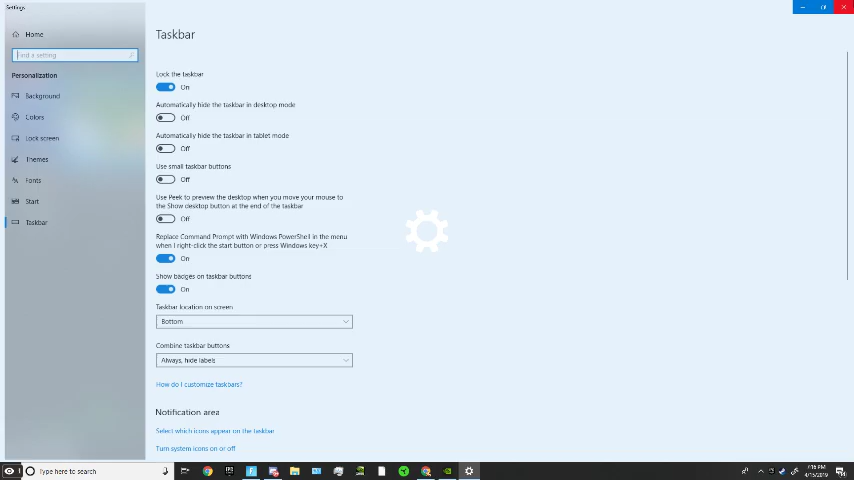 Settings
Home
Find a setting
Personalization
Background
Colors
Lock screen
Themes
Fonts
Start
Taskbar
Taskbar
Lock the taskbar
On
Automatically hide the taskbar in desktop mode
Off
Automatically hide the taskbar in tablet mode
Off
Use small taskbar buttons
Off
Use Peek to preview the desktop when you move your mouse to
the Show desktop button at the end of the taskbar
Off
Replace Command Prompt with Windows PowerShell in the menu
when I right-click the start button or press Windows key+X
On
Show badges on taskbar buttons
On
Taskbar location on screen
Bottom
Combine taskbar buttons
Always, hide labels
How do I customize taskbars?
Notification area
Select which icons appear on the taskbar
Turn system icons on or off
Type here to search
4/15/2019